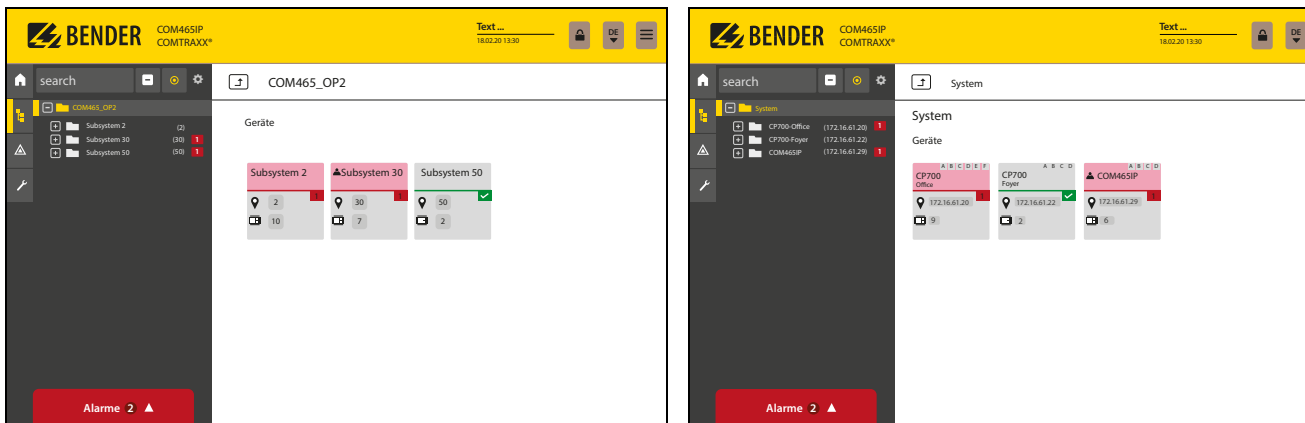 BENDER
COM465IP
COMTRAXX®
Text ...
18.02.20 13:30
DE
search
COM465_OP2
COM465_OP2
Subsystem 2 (2)
Subsystem 30 (30) 1
Subsystem 50 (50) 1
Geräte
Subsystem 2
Subsystem 30
Subsystem 50
1
1
2
30
50
10
7
2
Alarme 2
BENDER
COM465IP
COMTRAXX®
Text ...
18.02.20 13:30
DE
search
System
System
CP700-Office (172.16.61.20) 1
CP700-Foyer (172.16.61.22)
COM465IP (172.16.61.29) 1
System
Geräte
A B C D E F
A B C D
A B C D
CP700
Office
CP700
Foyer
COM465IP
1
1
172.16.61.20
172.16.61.22
172.16.61.29
9
2
6
Alarme 2